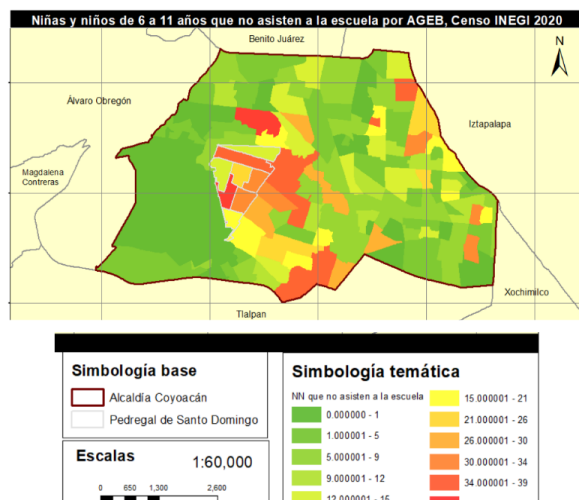 Niñas y niños de 6 a 11 años que no asisten a la escuela por AGEB, Censo INEGI 2020
Benito Juárez
N
Álvaro Obregón
Iztapalapa
Magdalena
Contreras
Xochimilco
Tlalpan
Simbología base
Alcaldía Coyoacán
Pedregal de Santo Domingo
Escalas
1:60,000
0 650 1,300 2,600
Simbología temática
NN que no asisten a la escuela
0.000000 - 1
1.000001 - 5
5.000001 - 9
9.000001 - 12
12.000001 - 15
15.000001 - 21
21.000001 - 26
26.000001 - 30
30.000001 - 34
34.000001 - 39